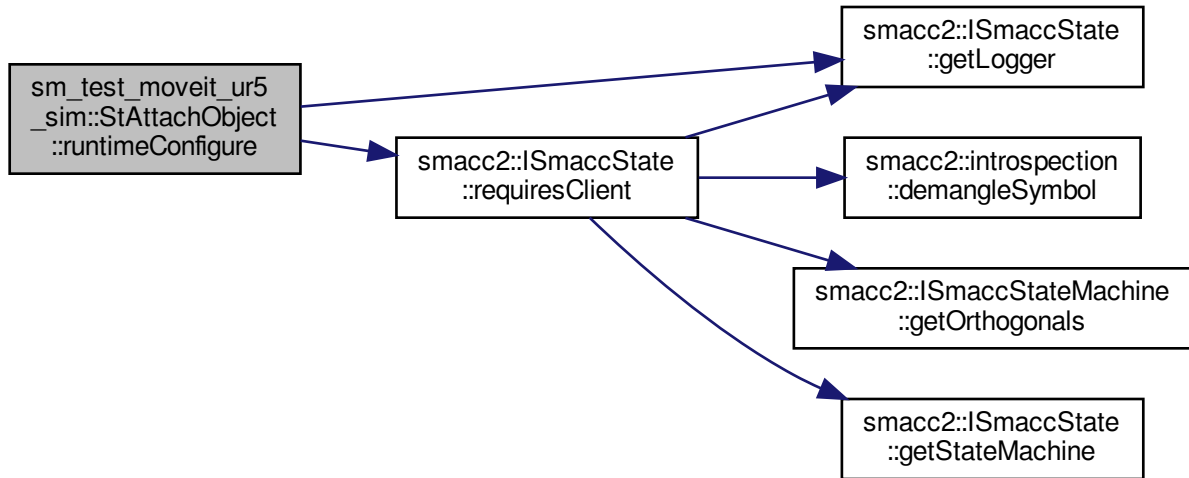 sm_test_moveit_ur5
_sim::StAttachObject
::runtimeConfigure
smacc2::ISmaccState
::requiresClient
smacc2::ISmaccState
::getLogger
smacc2::introspection
::demangleSymbol
smacc2::ISmaccStateMachine
::getOrthogonals
smacc2::ISmaccState
::getStateMachine